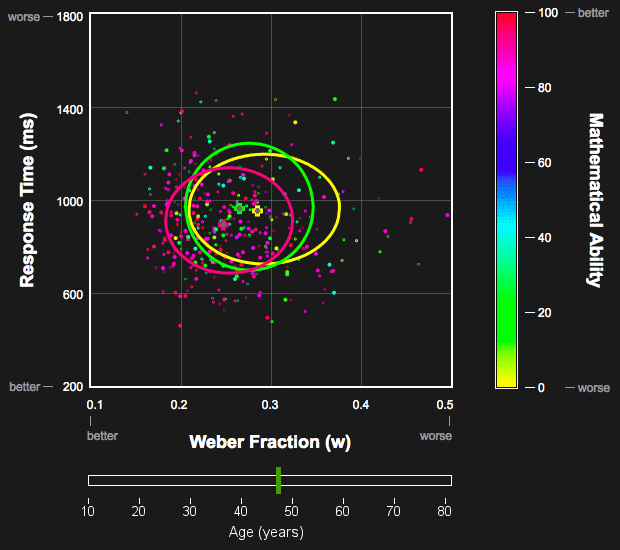 worse
1800
1400
1000
600
200
better
Response Time (ms)
0.1
0.2
0.3
0.4
0.5
better
Weber Fraction (w)
worse
100
80
60
40
20
0
better
worse
Mathematical Ability
10
20
30
40
50
60
70
80
Age (years)